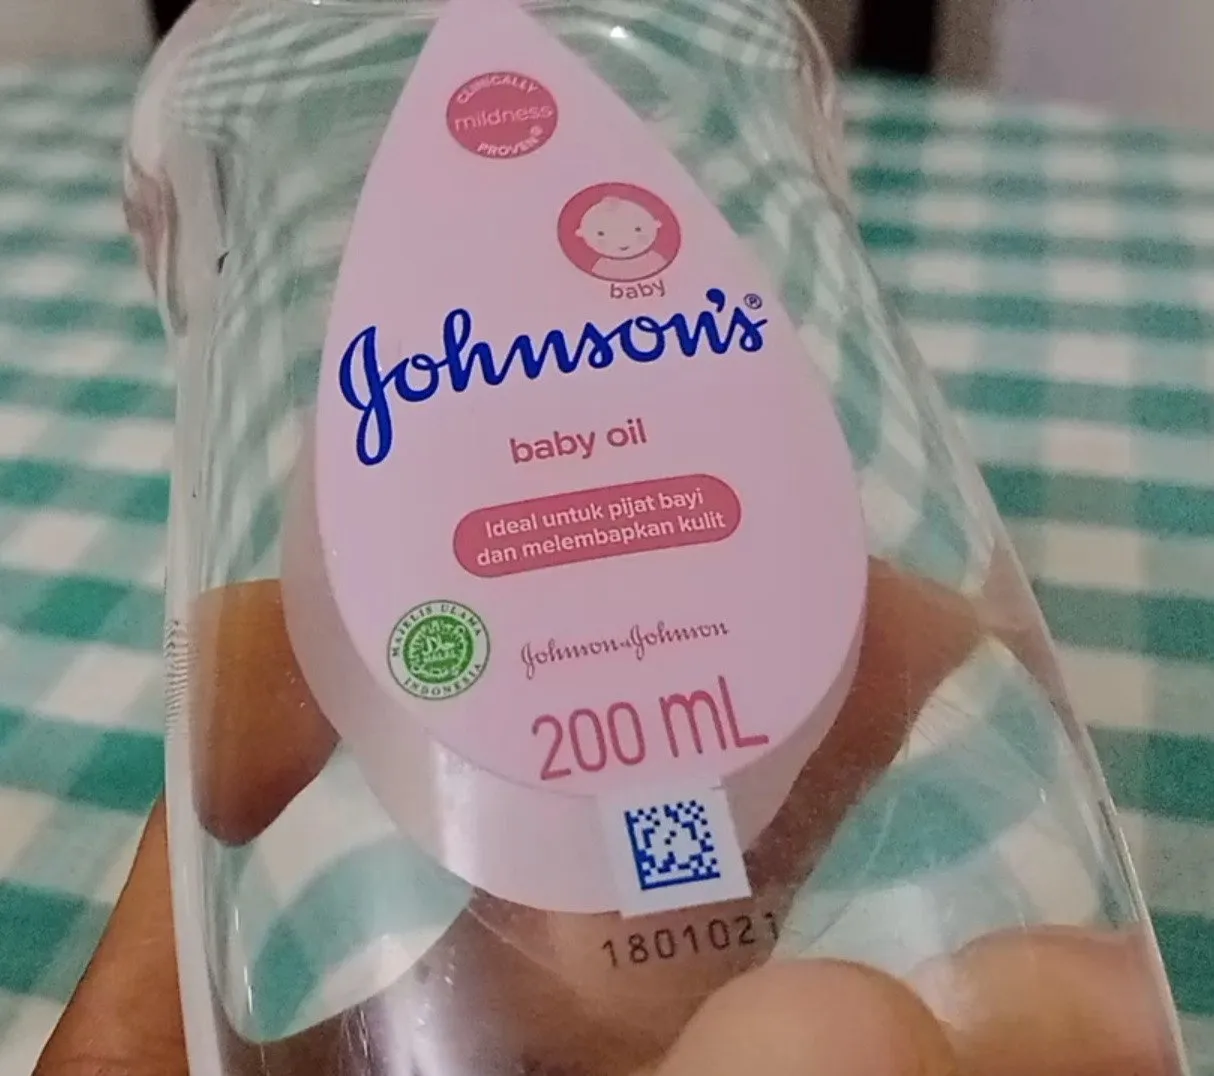 CLINICALLY
mildness
PROVEN®
baby
Johnson's®
baby oil
Ideal untuk pijat bayi
dan melembapkan kulit
MAJELIS ULAMA
INDONESIA
Johnson & Johnson
200 mL
1801021